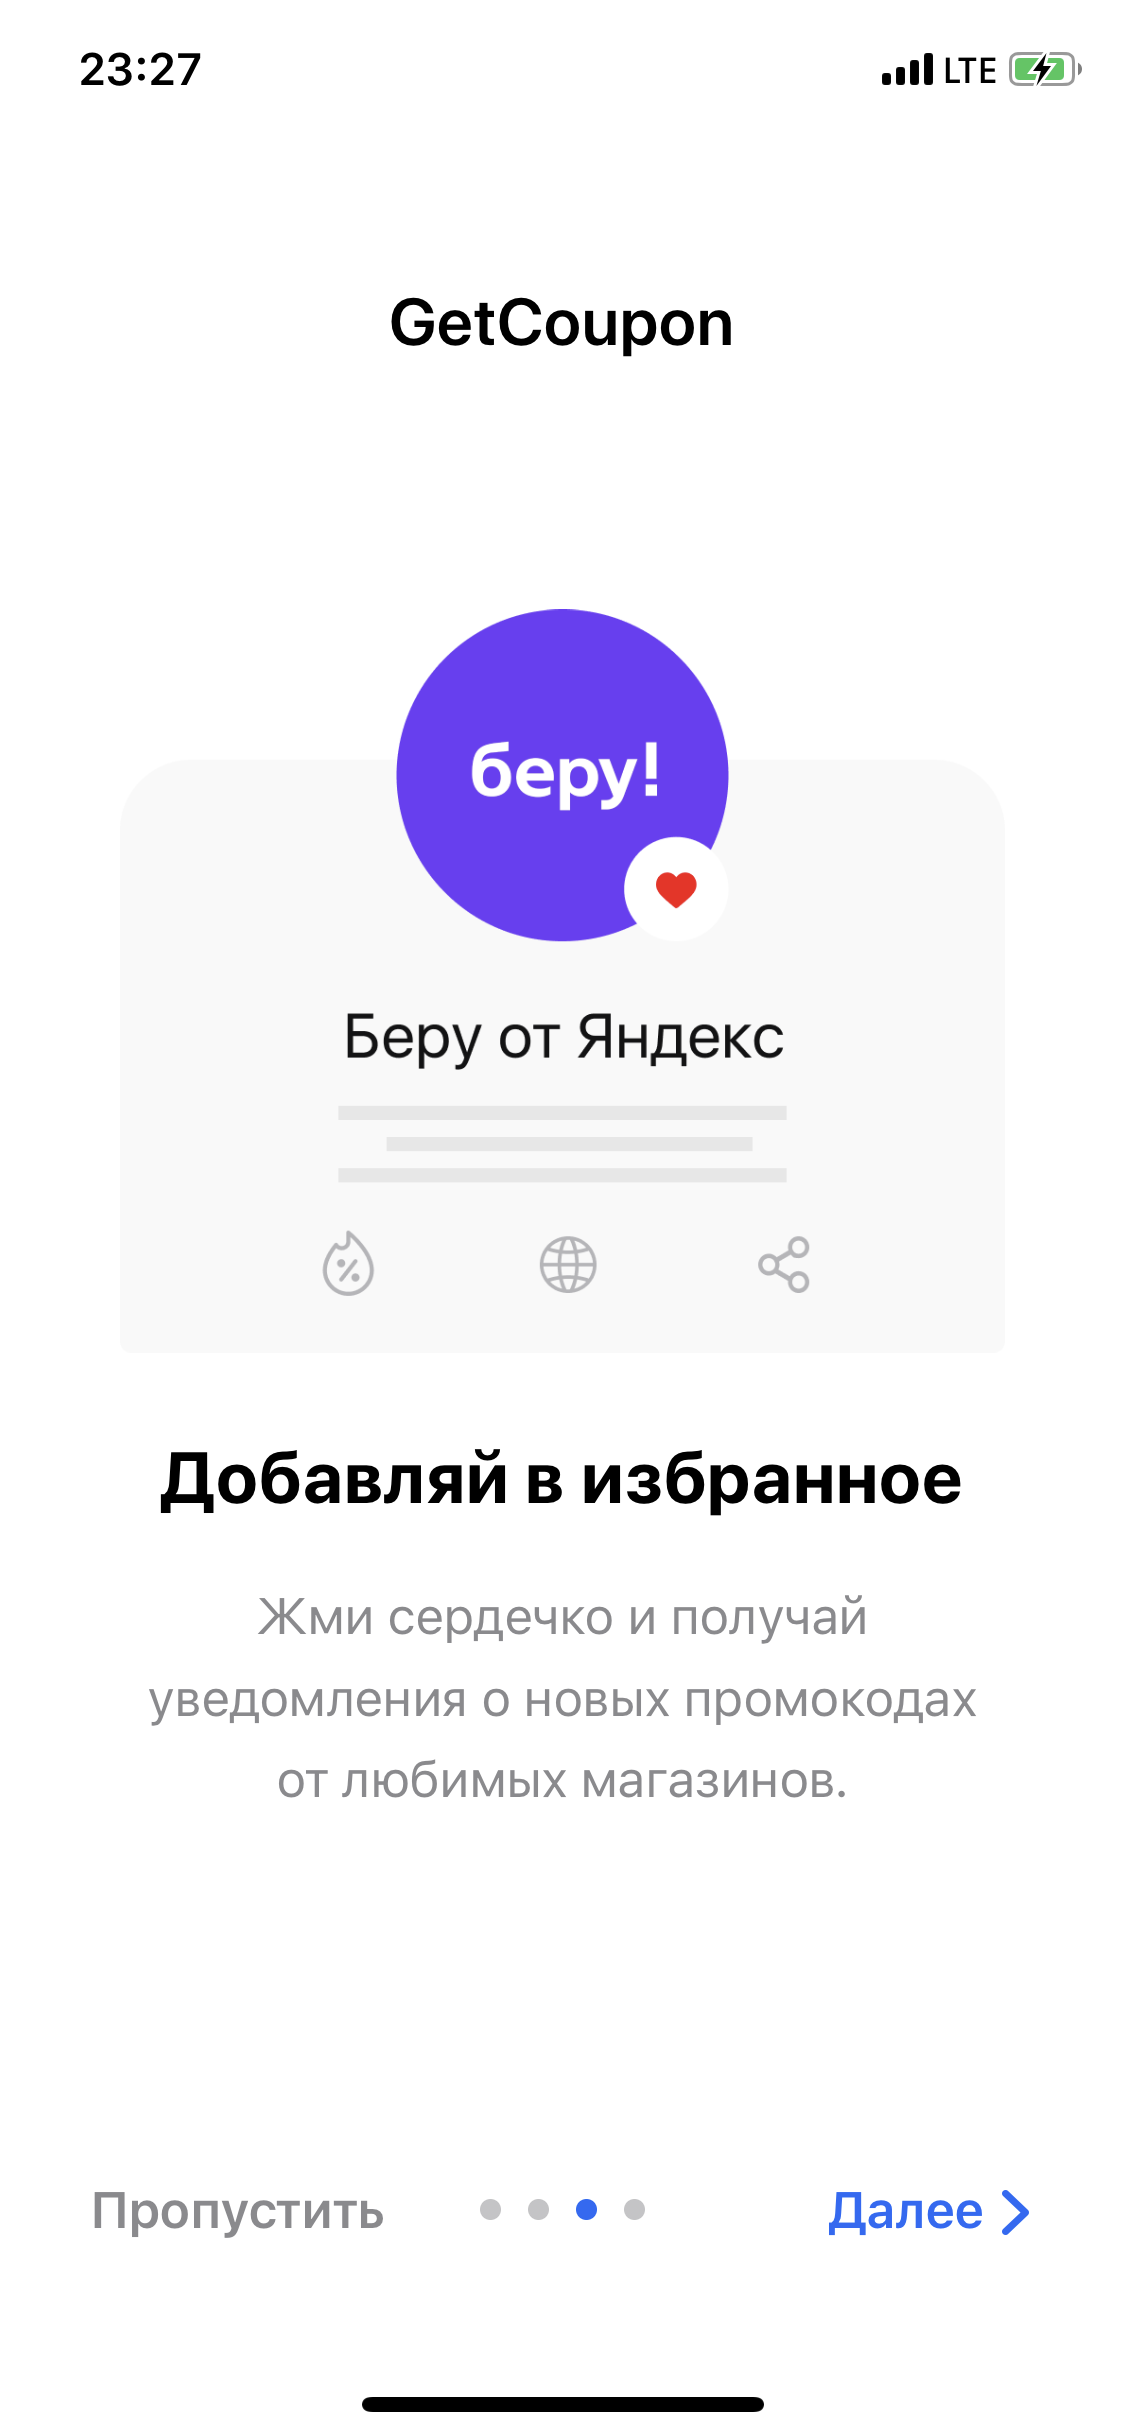 23:27
LTE
GetCoupon
беру!
Беру от Яндекс
Добавляй в избранное
Жми сердечко и получай
уведомления о новых промокодах
от любимых магазинов.
Пропустить
Далее